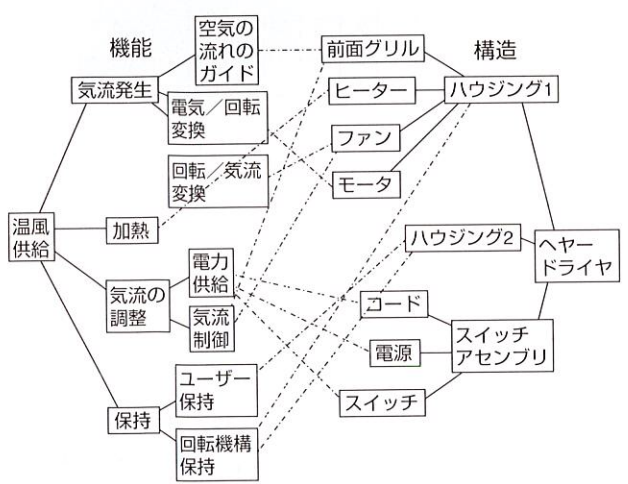 機能
構造
温風
供給
気流発生
空気の
流れの
ガイド
電気／回転
変換
回転／気流
変換
加熱
気流の
調整
電力
供給
気流
制御
保持
ユーザー
保持
回転機構
保持
前面グリル
ヒーター
ファン
モータ
ハウジング1
ハウジング2
コード
電源
スイッチ
スイッチ
アセンブリ
ヘヤー
ドライヤ